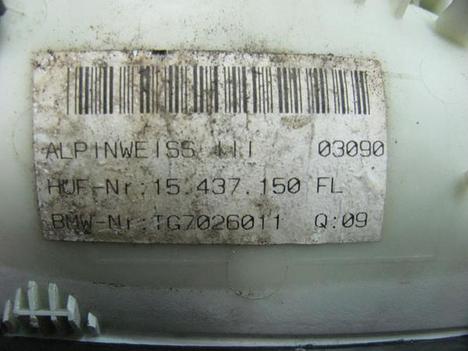 ALPINWEISS III 03090
HUF-Nr:15.437.150 FL
BMW-Nr:TG7026011 Q:09